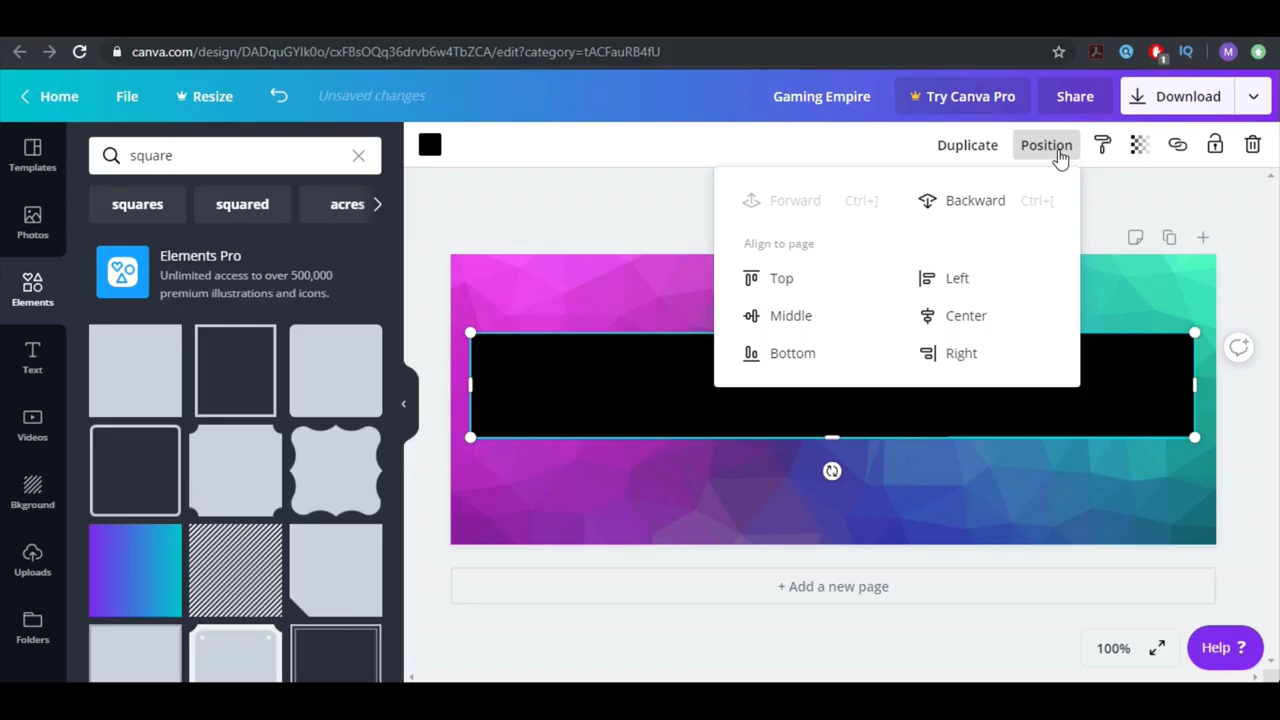 canva.com/design/DADquGYIk0o/cxFBsOQq36drvb6w4TbZCA/edit?category=tACFauRB4fU
IQ
M
1
Home
File
Resize
Unsaved changes
Gaming Empire
Try Canva Pro
Share
Download
Templates
Photos
Elements
Text
Videos
Bkground
Uploads
Folders
square
squares
squared
acres
Elements Pro
Unlimited access to over 500,000
premium illustrations and icons.
Duplicate
Position
Forward Ctrl+]
Backward Ctrl+[
Align to page
Top
Left
Middle
Center
Bottom
Right
+ Add a new page
100%
Help ?